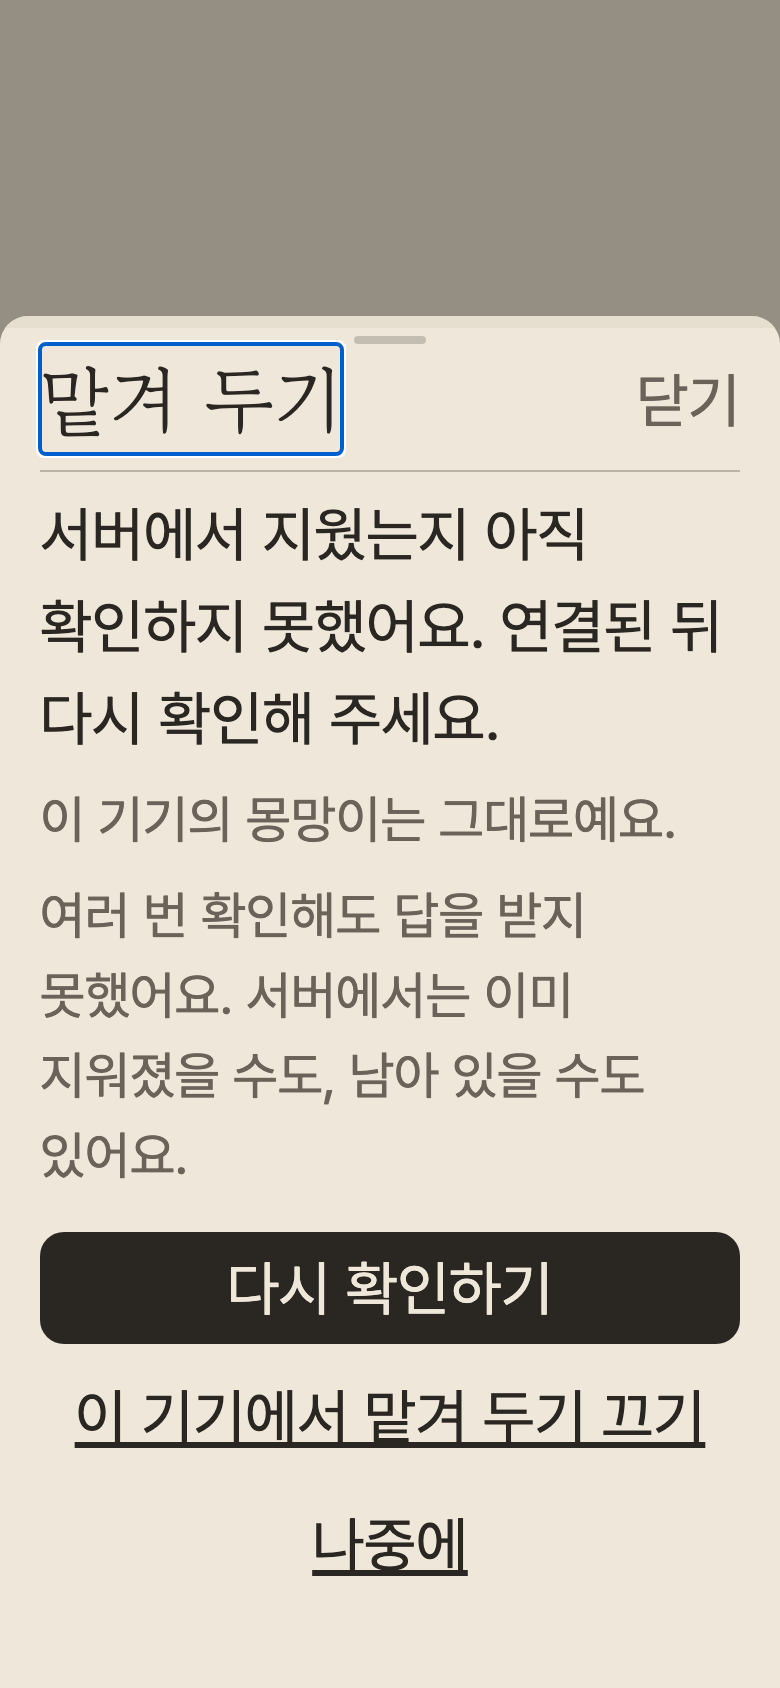 맡겨 두기
닫기
서버에서 지웠는지 아직
확인하지 못했어요. 연결된 뒤
다시 확인해 주세요.
이 기기의 몽망이는 그대로예요.
여러 번 확인해도 답을 받지
못했어요. 서버에서는 이미
지워졌을 수도, 남아 있을 수도
있어요.
다시 확인하기
이 기기에서 맡겨 두기 끄기
나중에